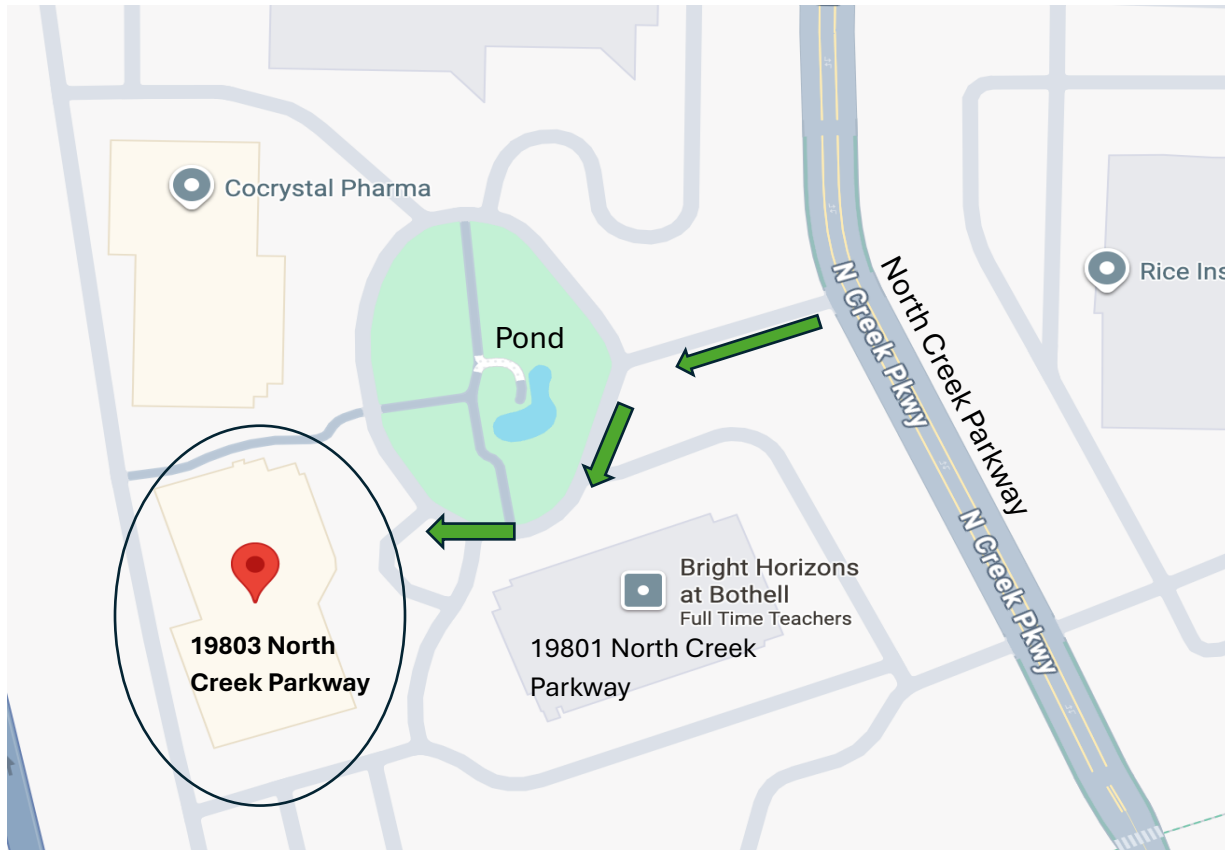 Cocrystal Pharma
Rice Ins
N Creek Pkwy
North Creek Parkway
Pond
N Creek Pkwy
Bright Horizons
at Bothell
Full Time Teachers
19803 North
Creek Parkway
19801 North Creek
Parkway